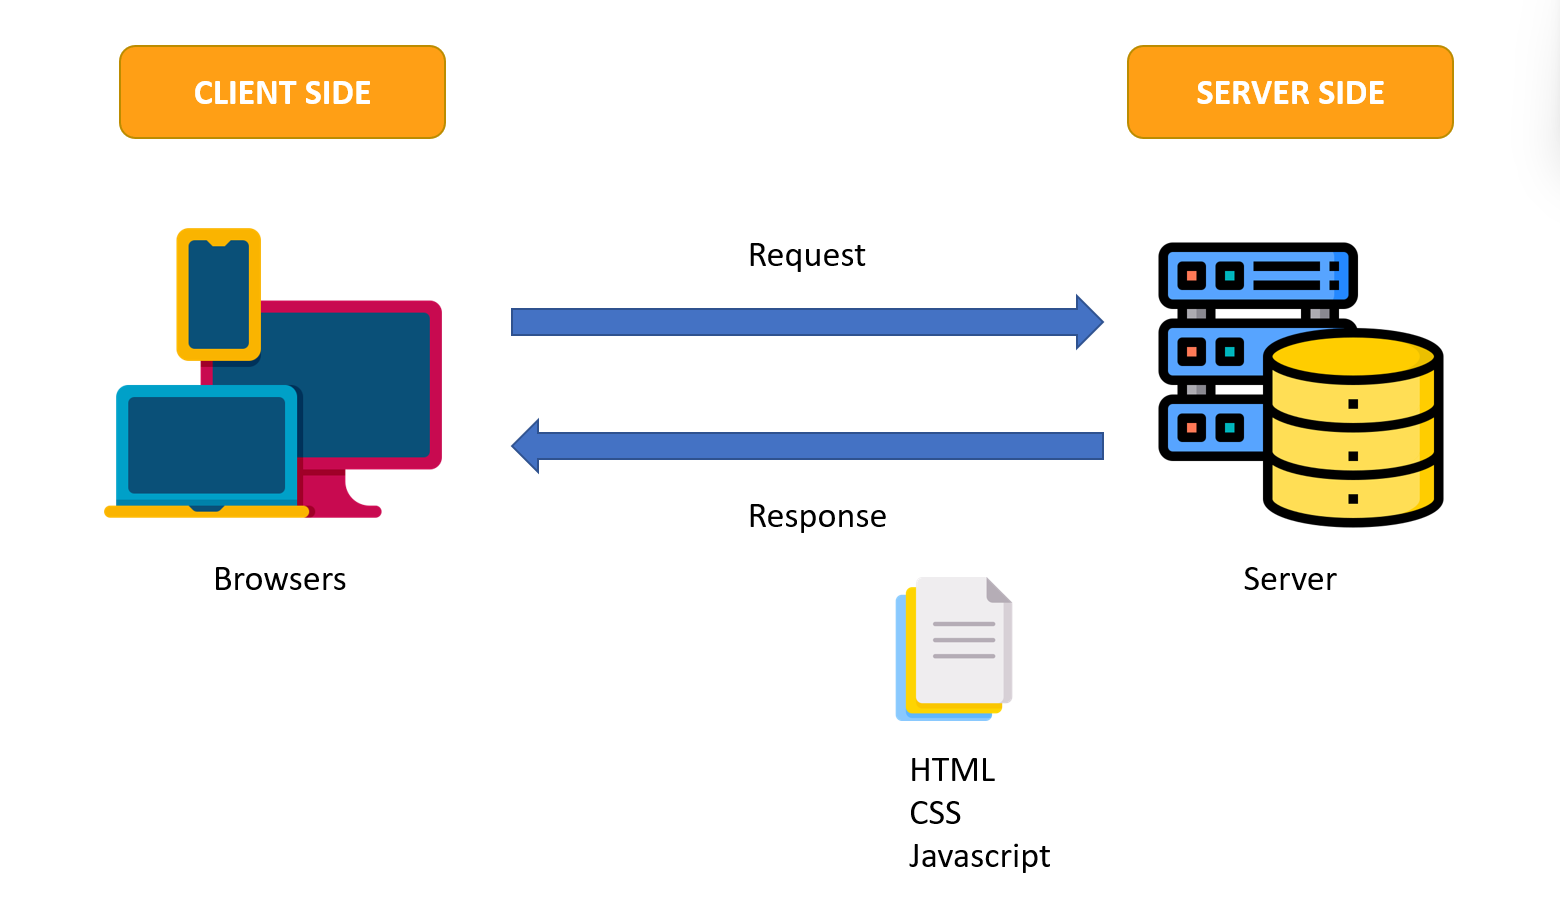 CLIENT SIDE
SERVER SIDE
Request
Response
Browsers
Server
HTML
CSS
Javascript